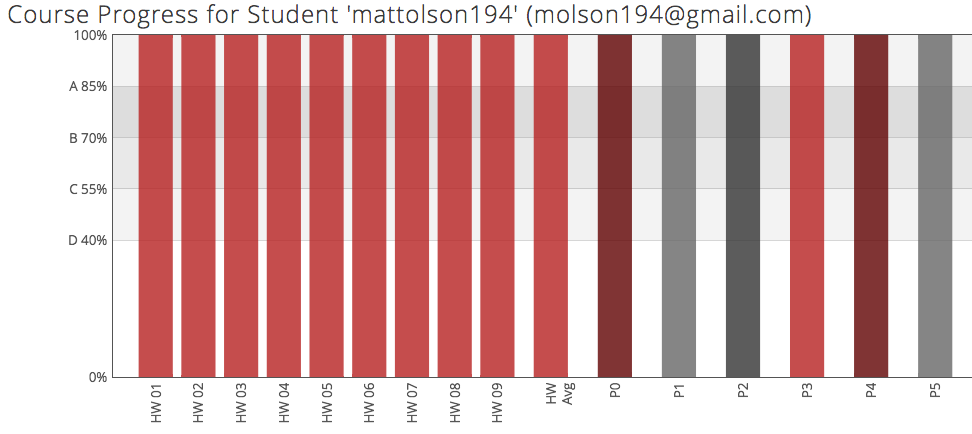 Course Progress for Student 'mattolson194' (molson194@gmail.com)
100%
A 85%
B 70%
C 55%
D 40%
0%
HW 01
HW 02
HW 03
HW 04
HW 05
HW 06
HW 07
HW 08
HW 09
HW
Avg
P0
P1
P2
P3
P4
P5